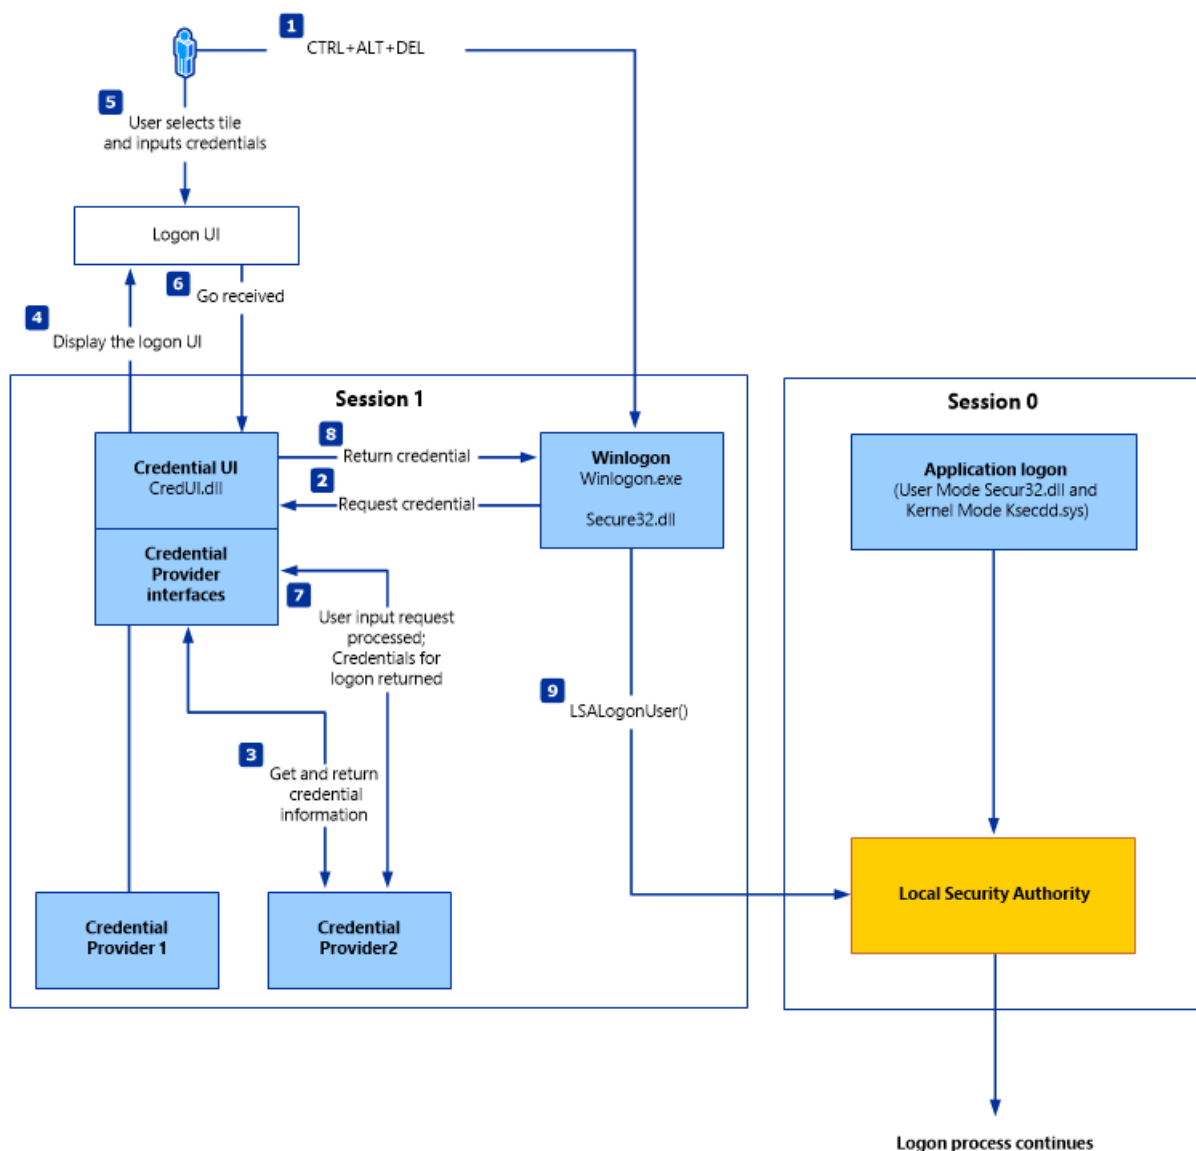 1
CTRL+ALT+DEL
5
User selects tile
and inputs credentials
Logon UI
6
Go received
4
Display the logon UI
Session 1
Credential UI
CredUI.dll
8
Return credential
2
Request credential
Winlogon
Winlogon.exe
Secure32.dll
Credential
Provider
interfaces
7
User input request
processed;
Credentials for
logon returned
3
Get and return
credential
information
9
LSALogonUser()
Credential
Provider 1
Credential
Provider2
Session 0
Application logon
(User Mode Secur32.dll and
Kernel Mode Ksecdd.sys)
Local Security Authority
Logon process continues